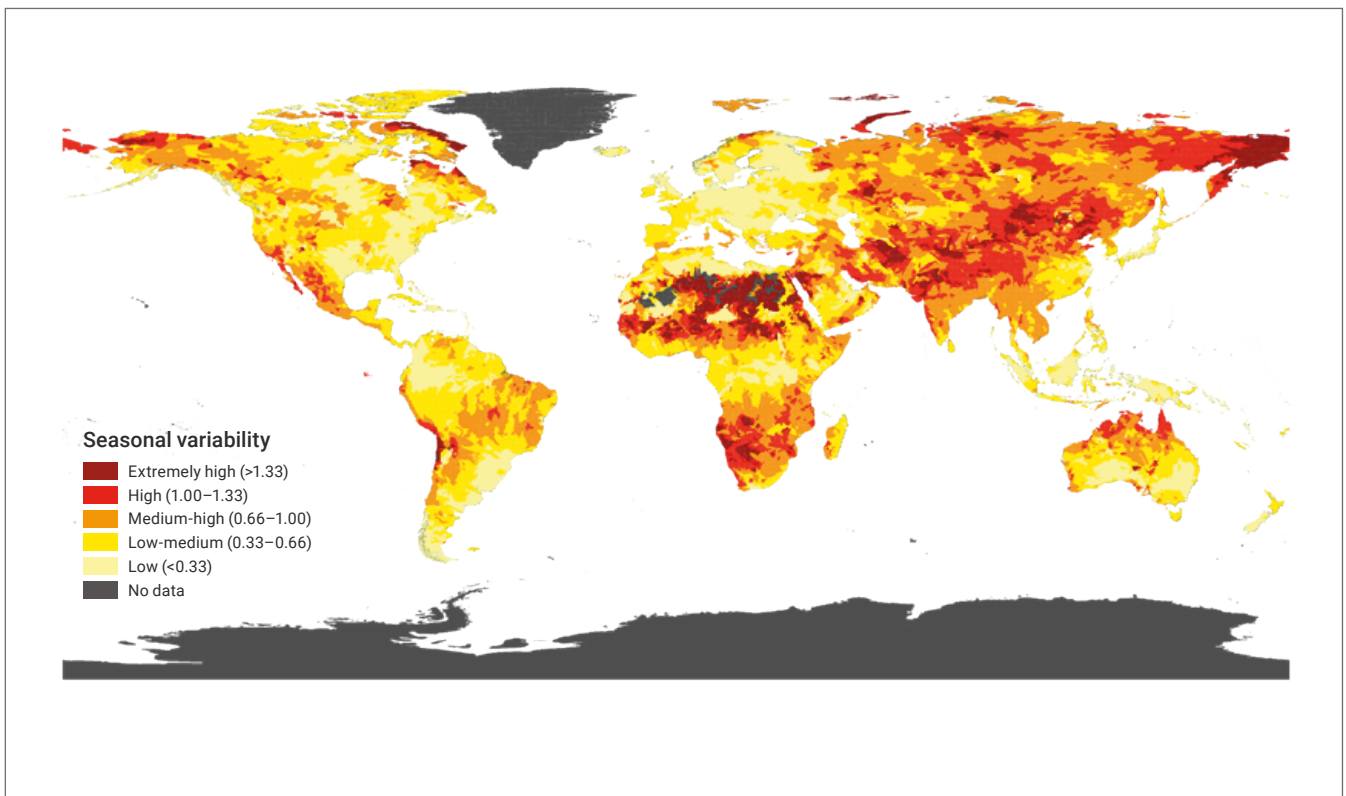 Seasonal variability
Extremely high (>1.33)
High (1.00–1.33)
Medium-high (0.66–1.00)
Low-medium (0.33–0.66)
Low (<0.33)
No data